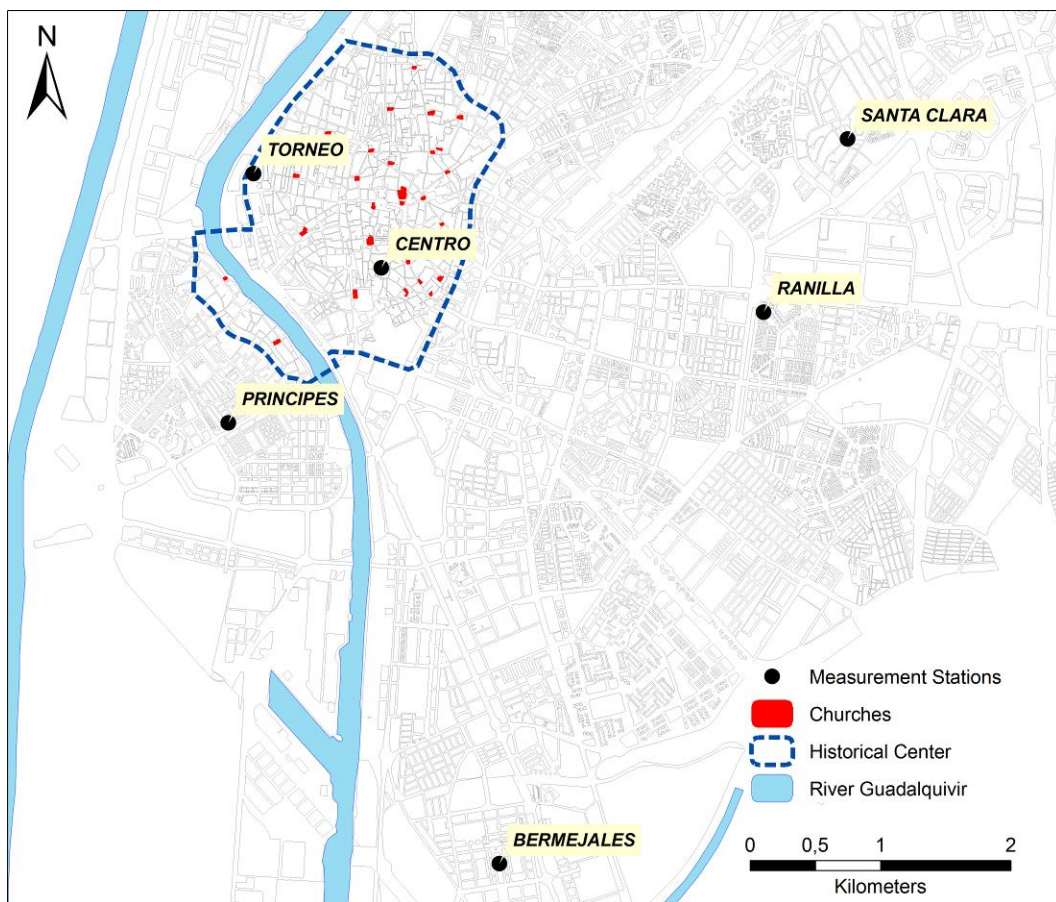 N
SANTA CLARA
TORNEO
CENTRO
RANILLA
PRINCIPES
Measurement Stations
Churches
Historical Center
River Guadalquivir
BERMEJALES
0 0,5 1 2
Kilometers